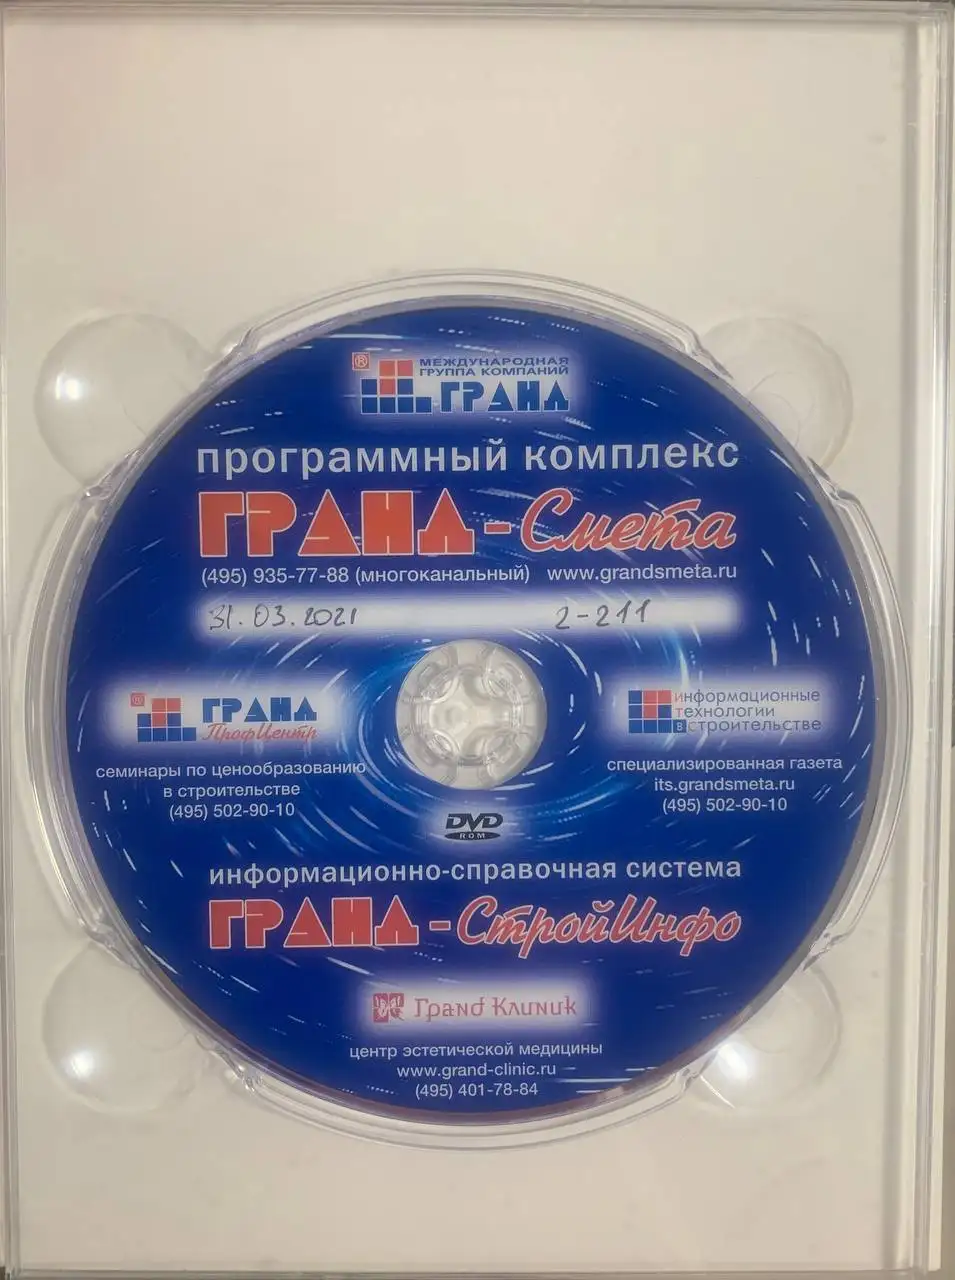 ® МЕЖДУНАРОДНАЯ
ГРУППА КОМПАНИЙ
ГРАНД
программный комплекс
ГРАНД-Смета
(495) 935-77-88 (многоканальный) www.grandsmeta.ru
31.03.2021 2-211
® ГРАНД
ПрофЦентр
семинары по ценообразованию
в строительстве
(495) 502-90-10
информационные
технологии
в строительстве
специализированная газета
its.grandsmeta.ru
(495) 502-90-10
DVD
ROM
информационно-справочная система
ГРАНД-СтройИнфо
Гранд Клиник
центр эстетической медицины
www.grand-clinic.ru
(495) 401-78-84